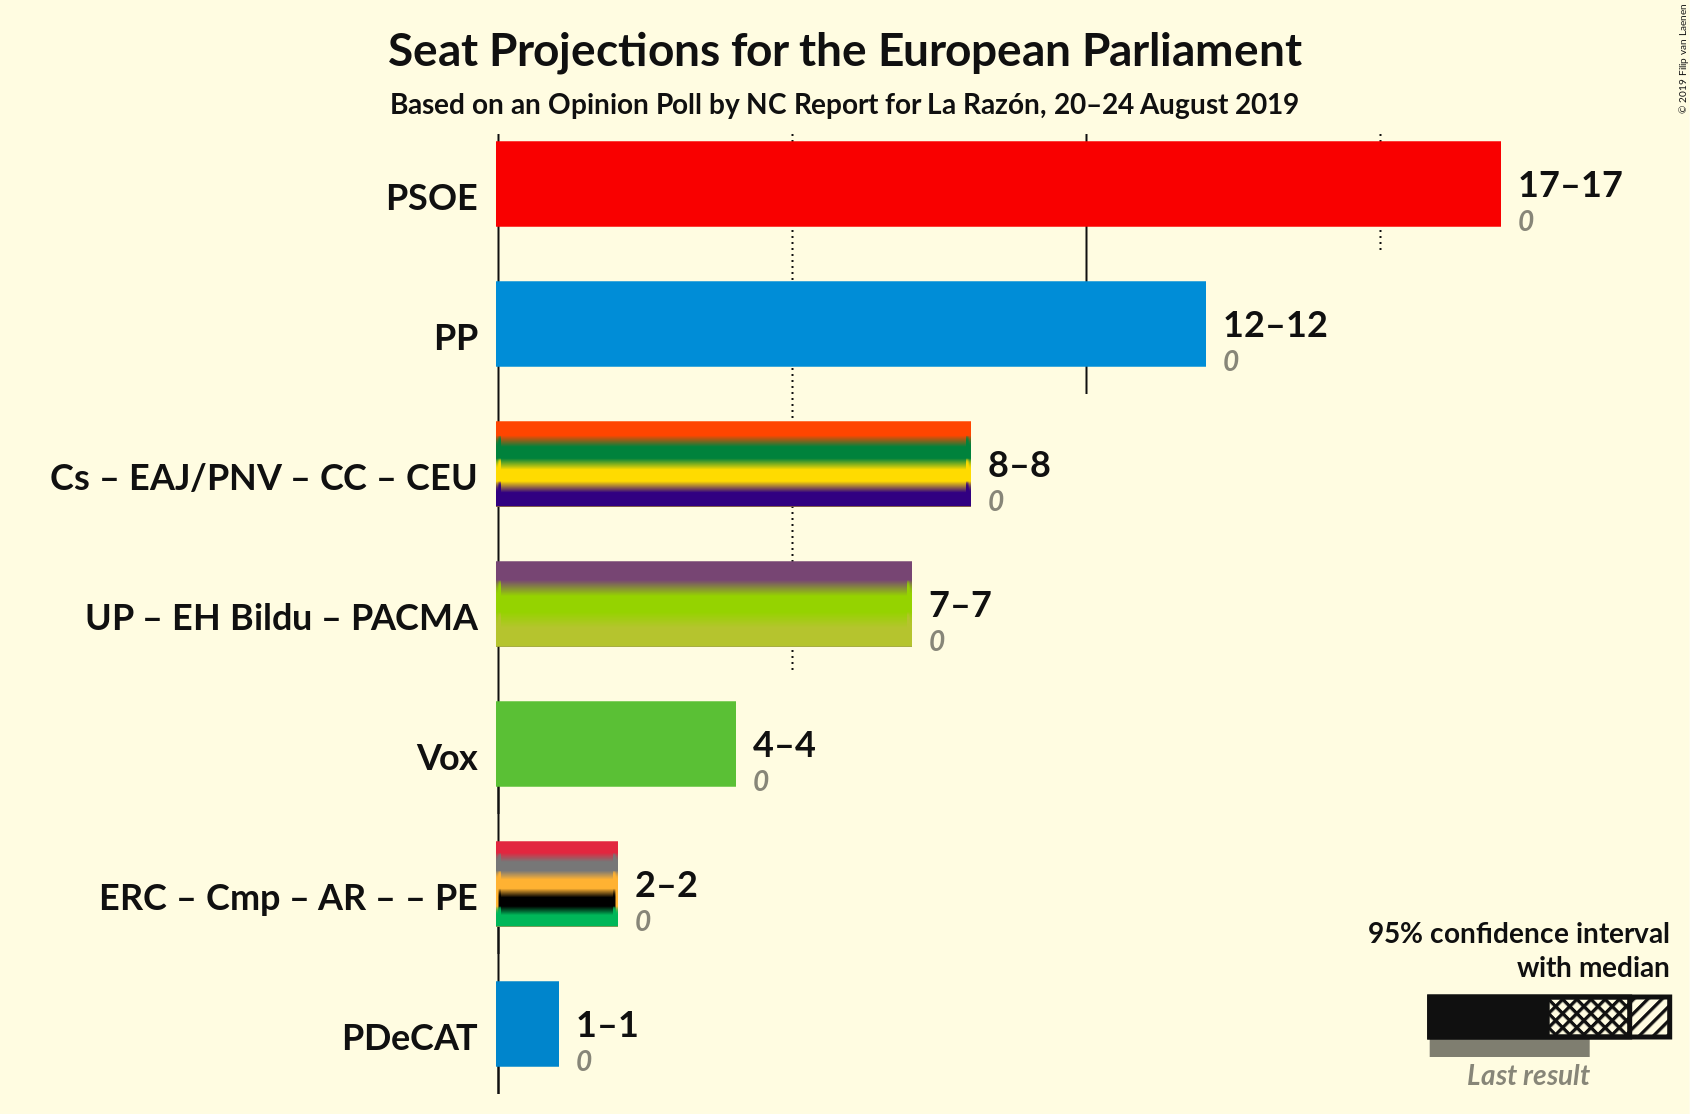 Seat Projections for the European Parliament
Based on an Opinion Poll by NC Report for La Razón, 20–24 August 2019
© 2019 Filip van Laenen
PSOE
17–17
0
PP
12–12
0
Cs – EAJ/PNV – CC – CEU
8–8
0
UP – EH Bildu – PACMA
7–7
0
Vox
4–4
0
ERC – Cmp – AR – – PE
2–2
0
PDeCAT
1–1
0
95% confidence interval
with median
Last result